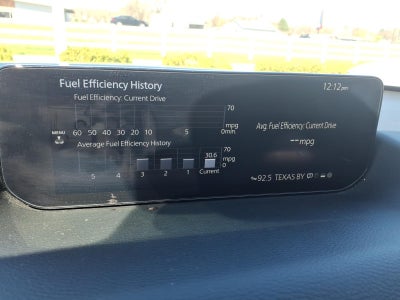 Fuel Efficiency History 12:12pm
Fuel Efficiency: Current Drive
70
mpg
0
MENU
60 50 40 30 20 10 5 0min.
Avg. Fuel Efficiency: Current Drive
--mpg
Average Fuel Efficiency History
70
mpg
0
30.6
5 4 3 2 1 Current
92.5 TEXAS BY